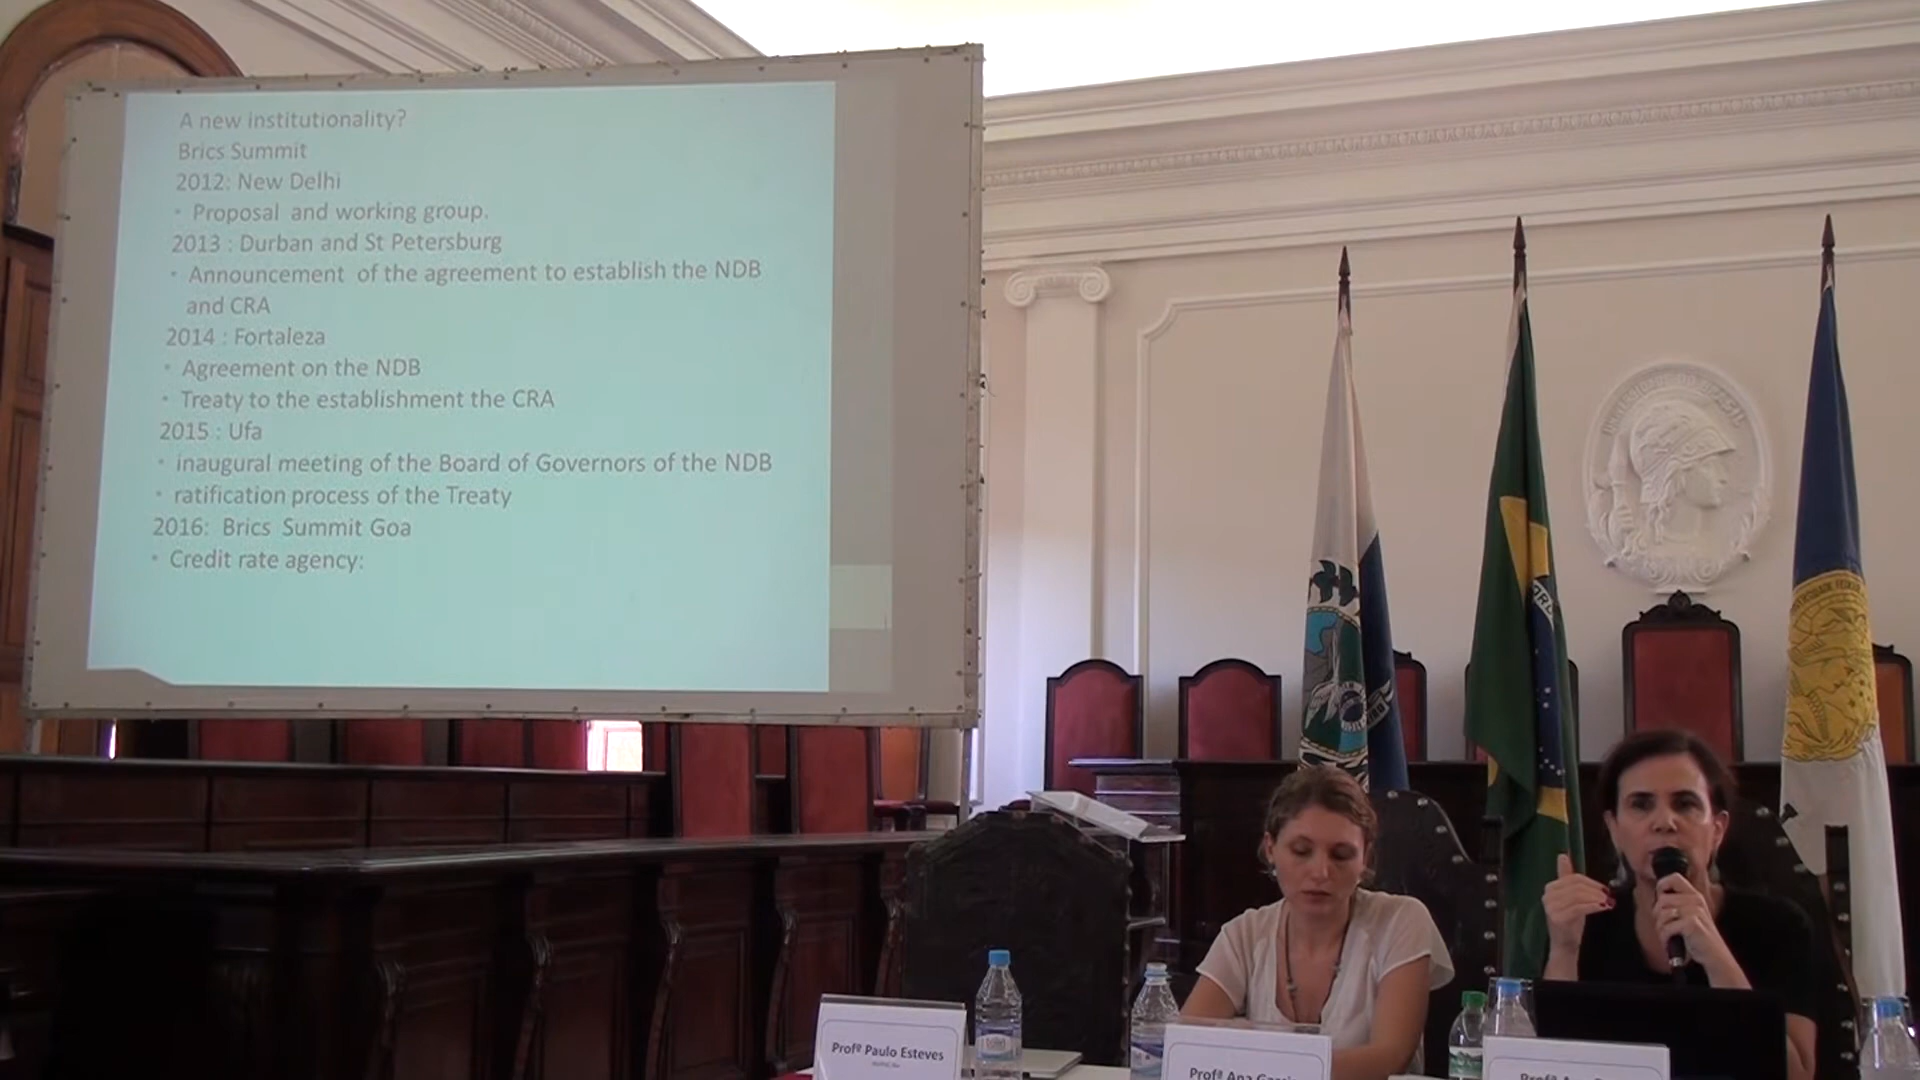 A new institutionality?
Brics Summit
2012: New Delhi
• Proposal and working group.
2013 : Durban and St Petersburg
• Announcement of the agreement to establish the NDB
and CRA
2014 : Fortaleza
• Agreement on the NDB
• Treaty to the establishment the CRA
2015 : Ufa
• inaugural meeting of the Board of Governors of the NDB
• ratification process of the Treaty
2016: Brics Summit Goa
• Credit rate agency:
Profº Paulo Esteves
Profª Ana
Profª